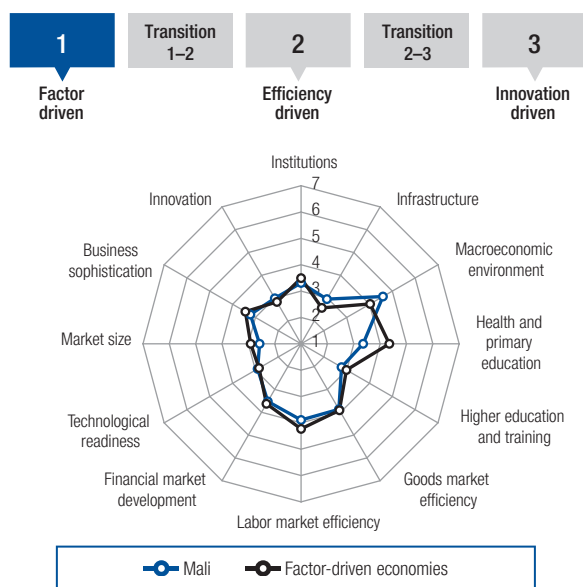 1
Transition
1–2
2
Transition
2–3
3
Factor
driven
Efficiency
driven
Innovation
driven
Institutions
Infrastructure
Macroeconomic
environment
Health and
primary
education
Higher education
and training
Goods market
efficiency
Labor market efficiency
Financial market
development
Technological
readiness
Market size
Business
sophistication
Innovation
7
6
5
4
3
2
1
Mali
Factor-driven economies